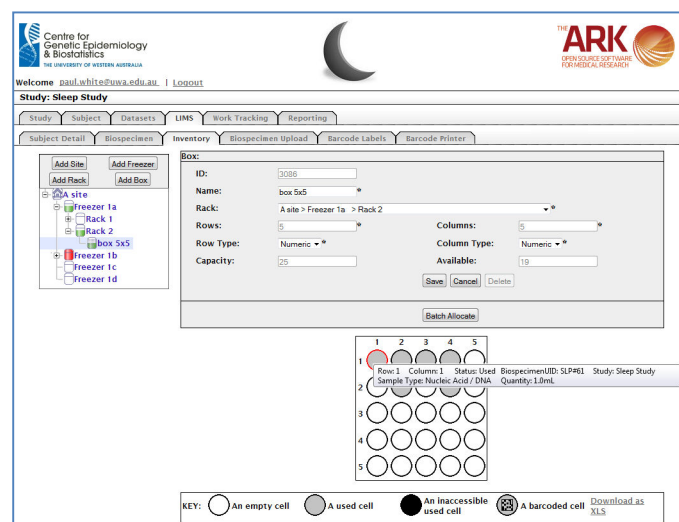 Centre for
Genetic Epidemiology
& Biostatistics
THE UNIVERSITY OF WESTERN AUSTRALIA
THE ARK
OPEN SOURCE SOFTWARE
FOR MEDICAL RESEARCH
Welcome paul.white@uwa.edu.au | Logout
Study: Sleep Study
Study Subject Datasets LIMS Work Tracking Reporting
Subject Detail Biospecimen Inventory Biospecimen Upload Barcode Labels Barcode Printer
Add Site Add Freezer
Add Rack Add Box
A site
Freezer 1a
Rack 1
Rack 2
box 5x5
Freezer 1b
Freezer 1c
Freezer 1d
Box:
ID: 3086
Name: box 5x5 *
Rack: A site > Freezer 1a > Rack 2 *
Rows: 5 * Columns: 5 *
Row Type: Numeric * Column Type: Numeric *
Capacity: 25 Available: 19
Save Cancel Delete
Batch Allocate
1 2 3 4 5
1
Row: 1 Column: 1 Status: Used BiospecimenUID: SLP#61 Study: Sleep Study
Sample Type: Nucleic Acid / DNA Quantity: 1.0mL
2
3
4
5
KEY: An empty cell A used cell An inaccessible used cell A barcoded cell Download as XLS